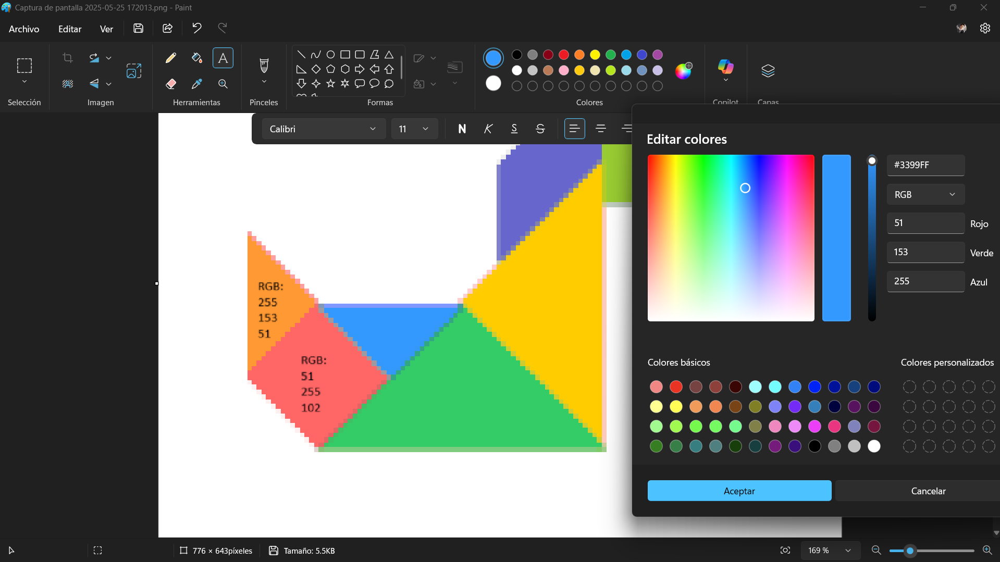 Captura de pantalla 2025-05-25 172013.png - Paint
Archivo Editar Ver
Selección Imagen Herramientas Pinceles Formas Colores Copilot Capas
Calibri 11 N K S S
Editar colores
#3399FF
RGB
51 Rojo
153 Verde
255 Azul
RGB:
255
153
51
RGB:
51
255
102
Colores básicos Colores personalizados
Aceptar Cancelar
776 × 643píxeles Tamaño: 5.5KB 169 %